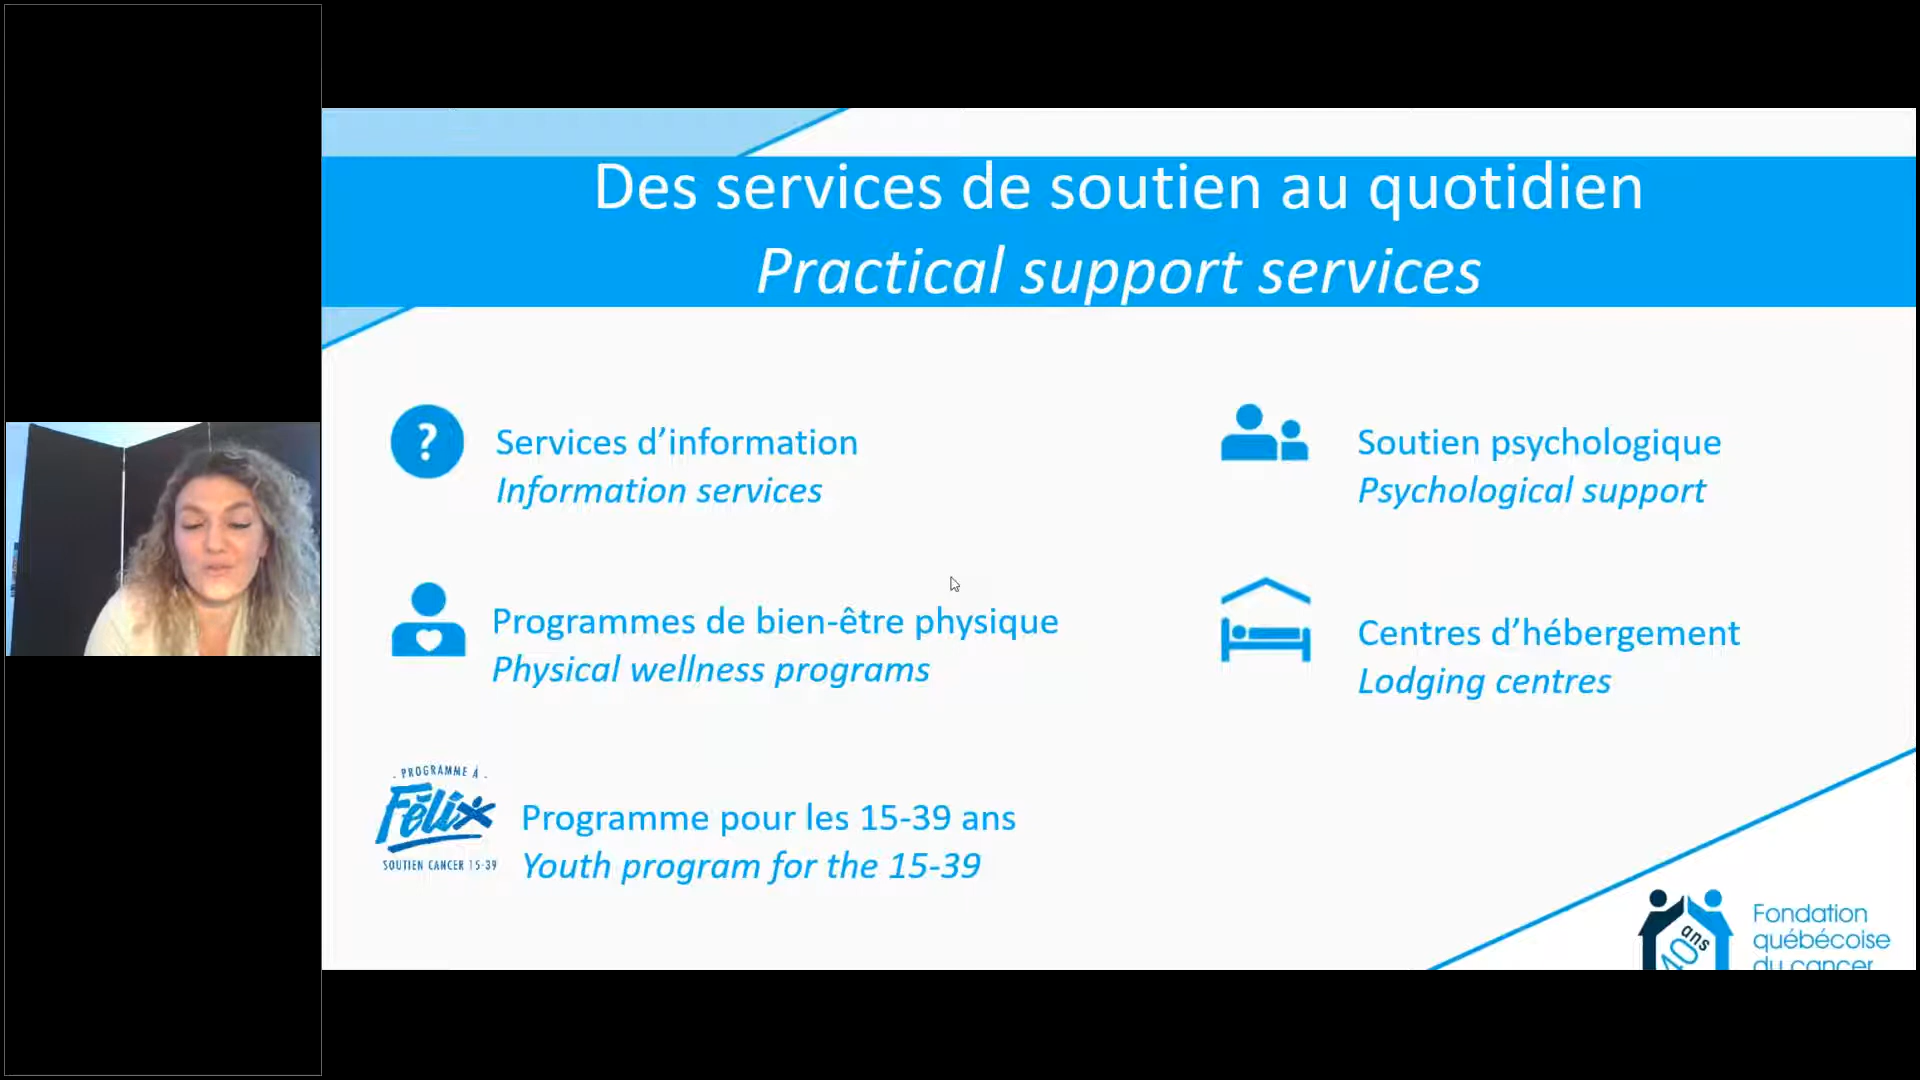 Des services de soutien au quotidien
Practical support services
?
Services d’information
Information services
Soutien psychologique
Psychological support
Programmes de bien-être physique
Physical wellness programs
Centres d’hébergement
Lodging centres
PROGRAMME À
Félix
SOUTIEN CANCER 15-39
Programme pour les 15-39 ans
Youth program for the 15-39
40 ans
Fondation
québécoise
du cancer